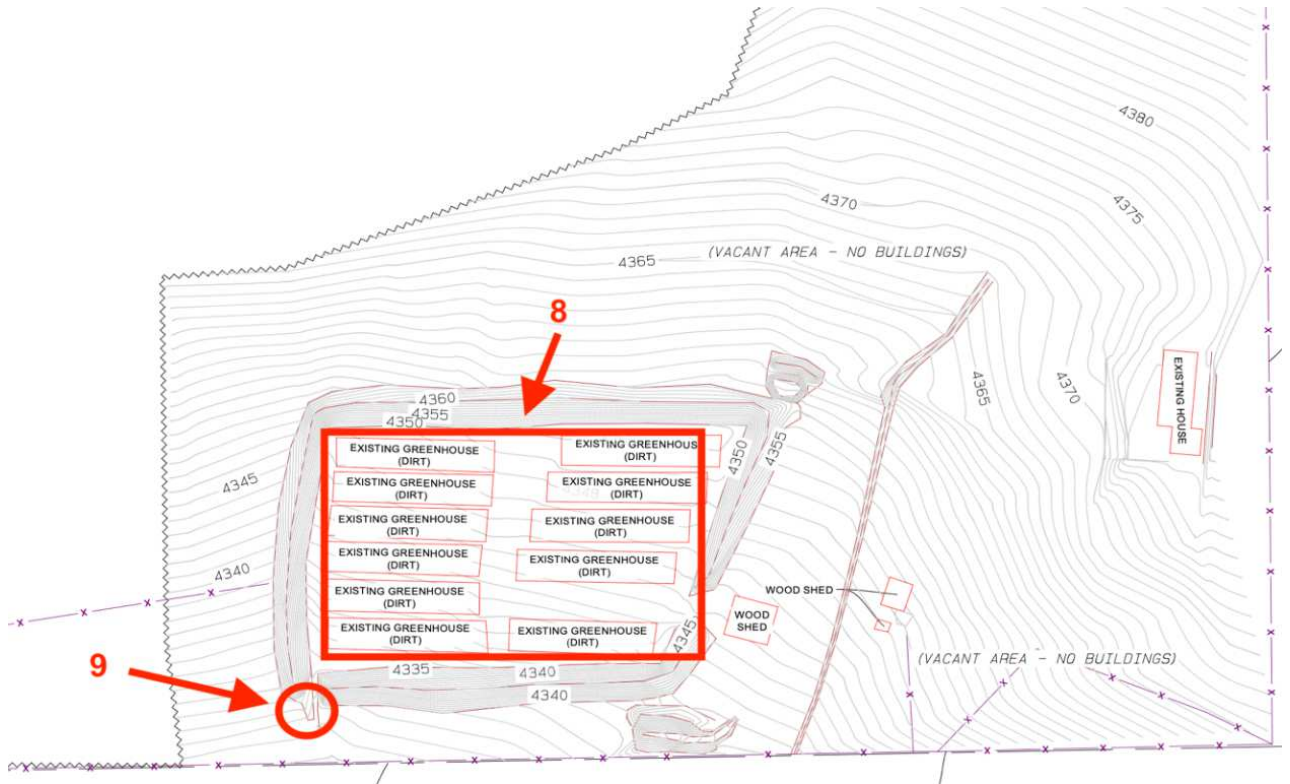 4380
4375
4370
(VACANT AREA - NO BUILDINGS)
4365
8
4360
4355
4350
4365
4370
EXISTING HOUSE
EXISTING GREENHOUSE
(DIRT)
EXISTING GREENHOUS
(DIRT)
4350
4355
4345
EXISTING GREENHOUSE
(DIRT)
EXISTING GREENHOUSE
(DIRT)
EXISTING GREENHOUSE
(DIRT)
EXISTING GREENHOUSE
(DIRT)
EXISTING GREENHOUSE
(DIRT)
EXISTING GREENHOUSE
(DIRT)
4340
EXISTING GREENHOUSE
(DIRT)
WOOD SHED
WOOD
SHED
EXISTING GREENHOUSE
(DIRT)
EXISTING GREENHOUSE
(DIRT)
4345
(VACANT AREA - NO BUILDINGS)
9
4335
4340
4340